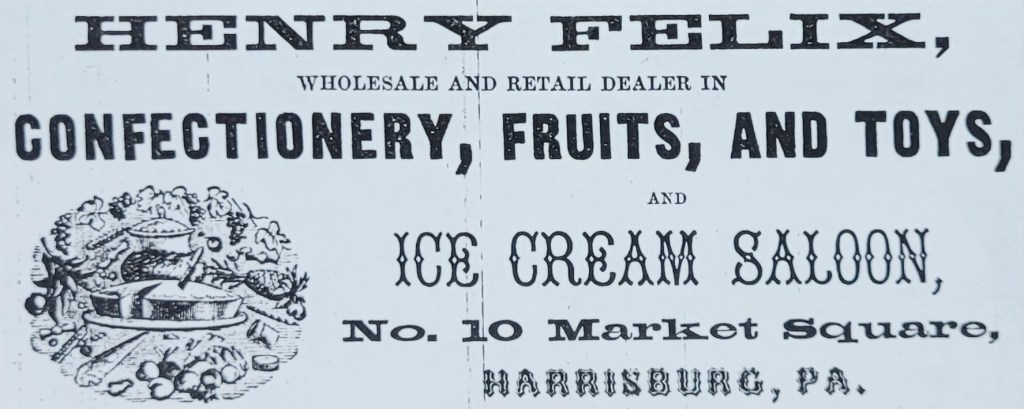 HENRY FELIX,
WHOLESALE AND RETAIL DEALER IN
CONFECTIONERY, FRUITS, AND TOYS,
AND
ICE CREAM SALOON,
No. 10 Market Square,
HARRISBURG, PA.